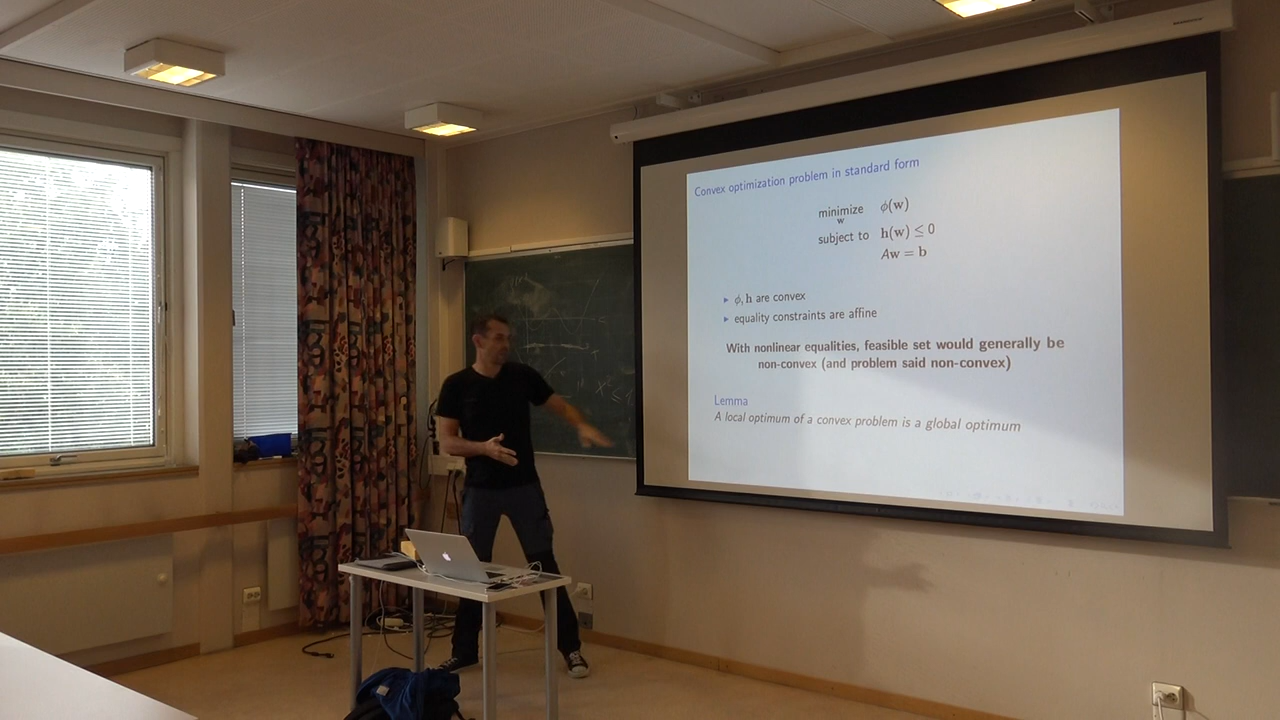 Convex optimization problem in standard form
minimize ϕ(w)
w
subject to h(w) ≤ 0
Aw = b
▸ ϕ, h are convex
▸ equality constraints are affine
With nonlinear equalities, feasible set would generally be
non-convex (and problem said non-convex)
Lemma
A local optimum of a convex problem is a global optimum